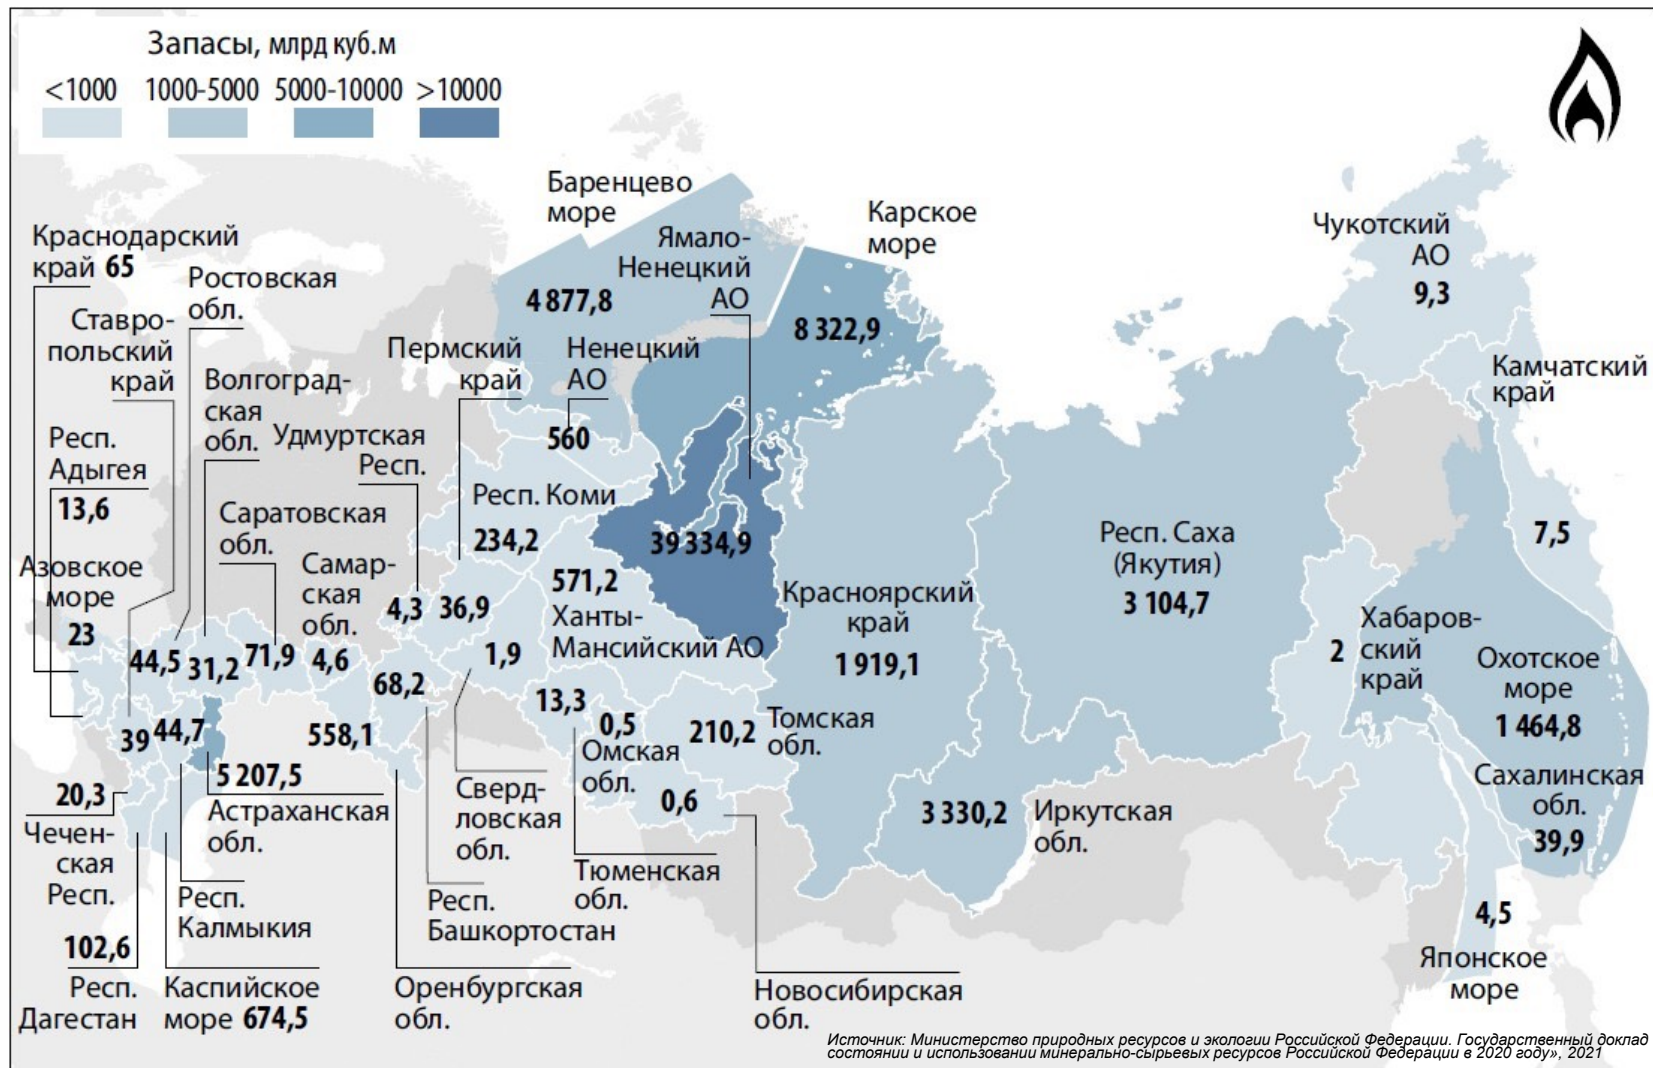 Запасы, млрд куб.м
<1000 1000-5000 5000-10000 >10000
Баренцево
море
4 877,8
Ямало-
Ненецкий
АО
39 334,9
Карское
море
8 322,9
Чукотский
АО
9,3
Камчатский
край
7,5
Краснодарский
край 65
Ростовская
обл.
44,5
Ставро-
польский
край
39
Волгоград-
ская
обл.
31,2
Пермский
край
36,9
Ненецкий
АО
560
Респ.
Адыгея
13,6
Удмуртская
Респ.
4,3
Саратовская
обл.
71,9
Респ. Коми
234,2
Азовское
море
23
Самар-
ская
обл.
4,6
571,2
Ханты-
Мансийский АО
Красноярский
край
1 919,1
Респ. Саха
(Якутия)
3 104,7
2
Хабаров-
ский
край
Охотское
море
1 464,8
Сахалинская
обл.
39,9
1,9
68,2
13,3
0,5
Омская
обл.
210,2
Томская
обл.
44,7
558,1
5 207,5
Астраханская
обл.
20,3
Чечен-
ская
Респ.
Сверд-
ловская
обл.
0,6
3 330,2
Иркутская
обл.
Тюменская
обл.
Респ.
Калмыкия
Респ.
Башкортостан
4,5
Японское
море
102,6
Респ.
Дагестан
Каспийское
море 674,5
Оренбургская
обл.
Новосибирская
обл.
Источник: Министерство природных ресурсов и экологии Российской Федерации. Государственный доклад
состоянии и использовании минерально-сырьевых ресурсов Российской Федерации в 2020 году», 2021